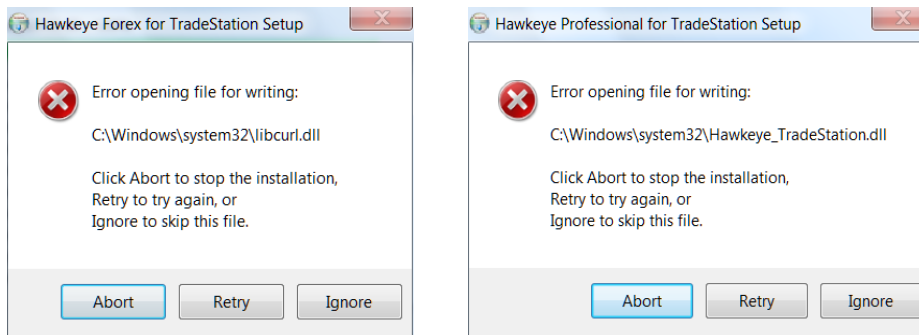 Hawkeye Forex for TradeStation Setup
Error opening file for writing:
C:\Windows\system32\libcurl.dll
Click Abort to stop the installation,
Retry to try again, or
Ignore to skip this file.
Abort
Retry
Ignore
Hawkeye Professional for TradeStation Setup
Error opening file for writing:
C:\Windows\system32\Hawkeye_TradeStation.dll
Click Abort to stop the installation,
Retry to try again, or
Ignore to skip this file.
Abort
Retry
Ignore